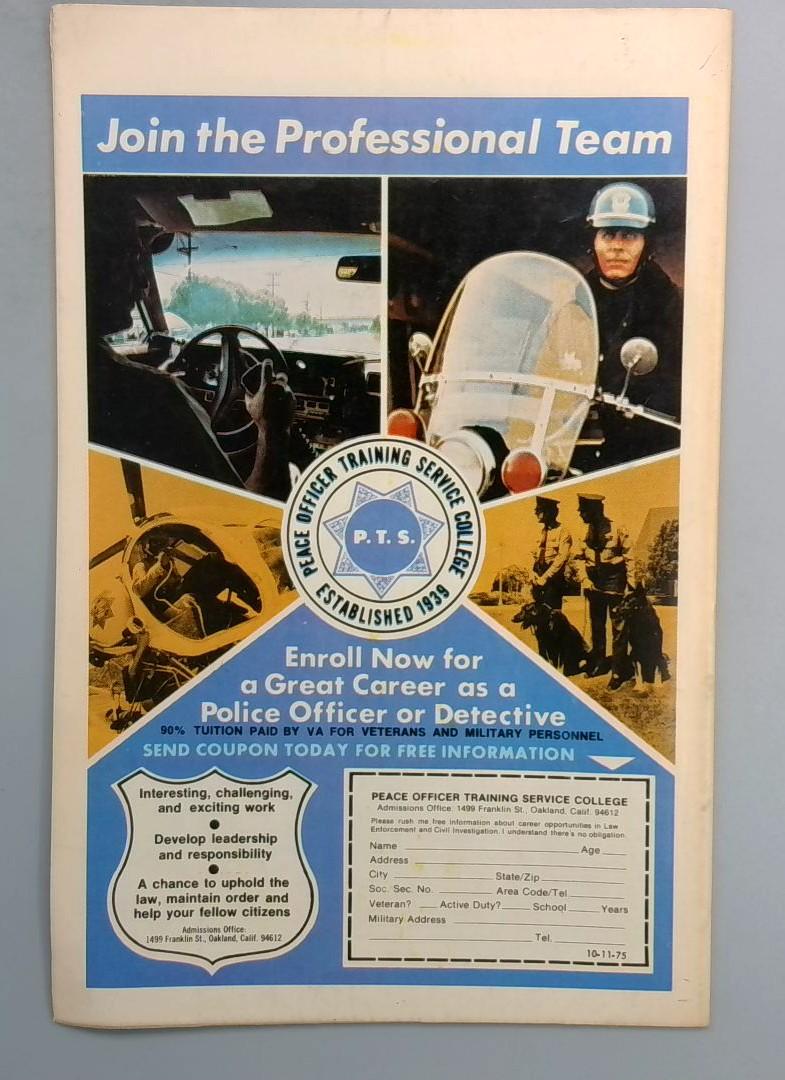 Join the Professional Team
PEACE OFFICER TRAINING SERVICE COLLEGE
P. T. S.
ESTABLISHED 1939
Enroll Now for
a Great Career as a
Police Officer or Detective
90% TUITION PAID BY VA FOR VETERANS AND MILITARY PERSONNEL
SEND COUPON TODAY FOR FREE INFORMATION
Interesting, challenging,
and exciting work
Develop leadership
and responsibility
A chance to uphold the
law, maintain order and
help your fellow citizens
Admissions Office:
1499 Franklin St., Oakland, Calif. 94612
PEACE OFFICER TRAINING SERVICE COLLEGE
Admissions Office: 1499 Franklin St., Oakland, Calif. 94612
Please rush me free information about career opportunities in Law
Enforcement and Civil Investigation. I understand there's no obligation.
Name Age
Address
City State/Zip
Soc. Sec. No. Area Code/Tel.
Veteran? Active Duty? School Years
Military Address
Tel.
10-11-75